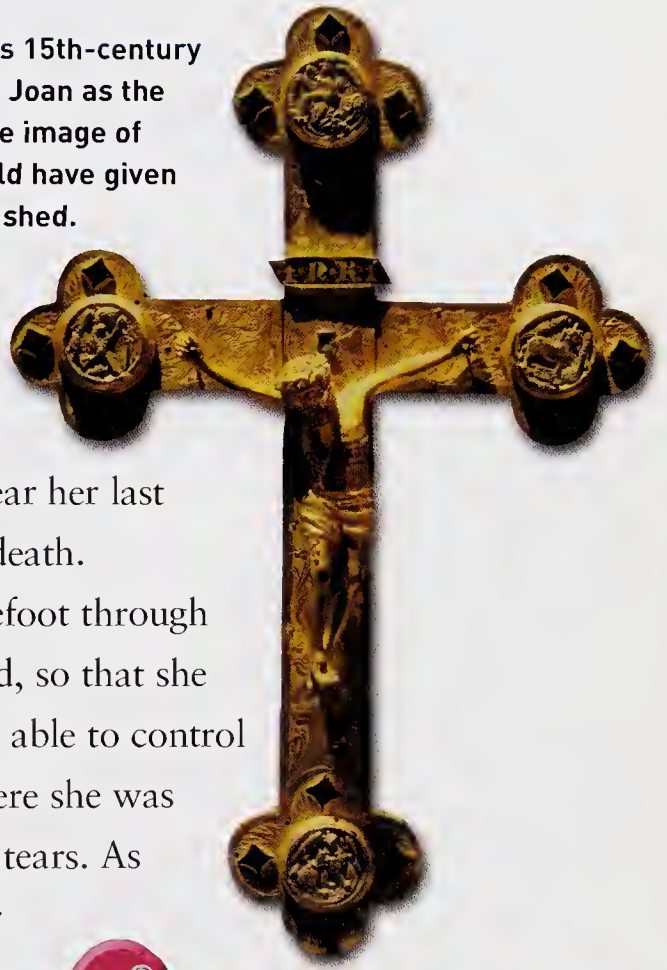 s 15th-century
Joan as the
e image of
ld have given
shed.
ear her last
death.
efoot through
d, so that she
able to control
ere she was
tears. As